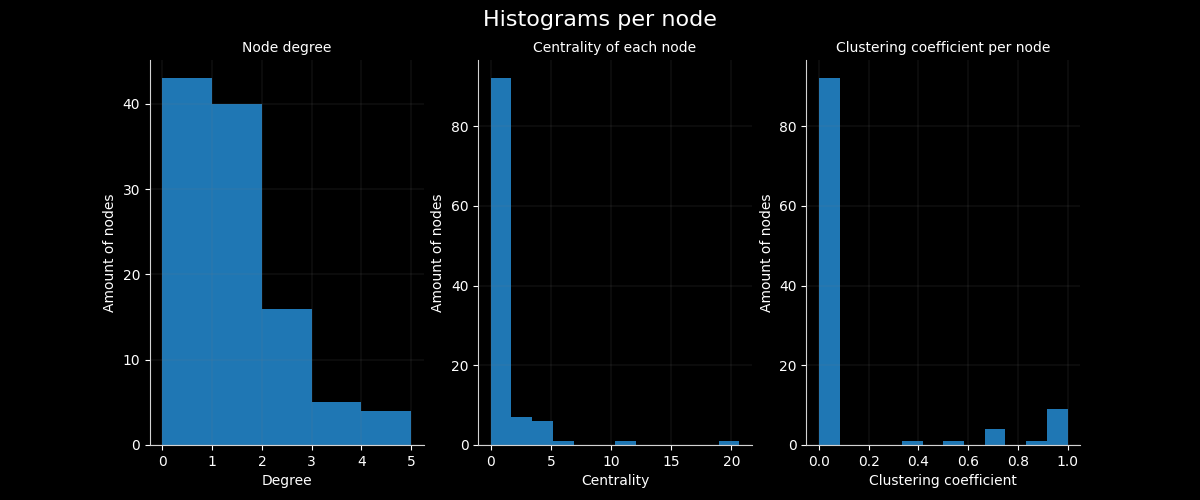 Histograms per node
Node degree
Amount of nodes
40
30
20
10
0
0 1 2 3 4 5
Degree
Centrality of each node
Amount of nodes
80
60
40
20
0
0 5 10 15 20
Centrality
Clustering coefficient per node
Amount of nodes
80
60
40
20
0
0.0 0.2 0.4 0.6 0.8 1.0
Clustering coefficient